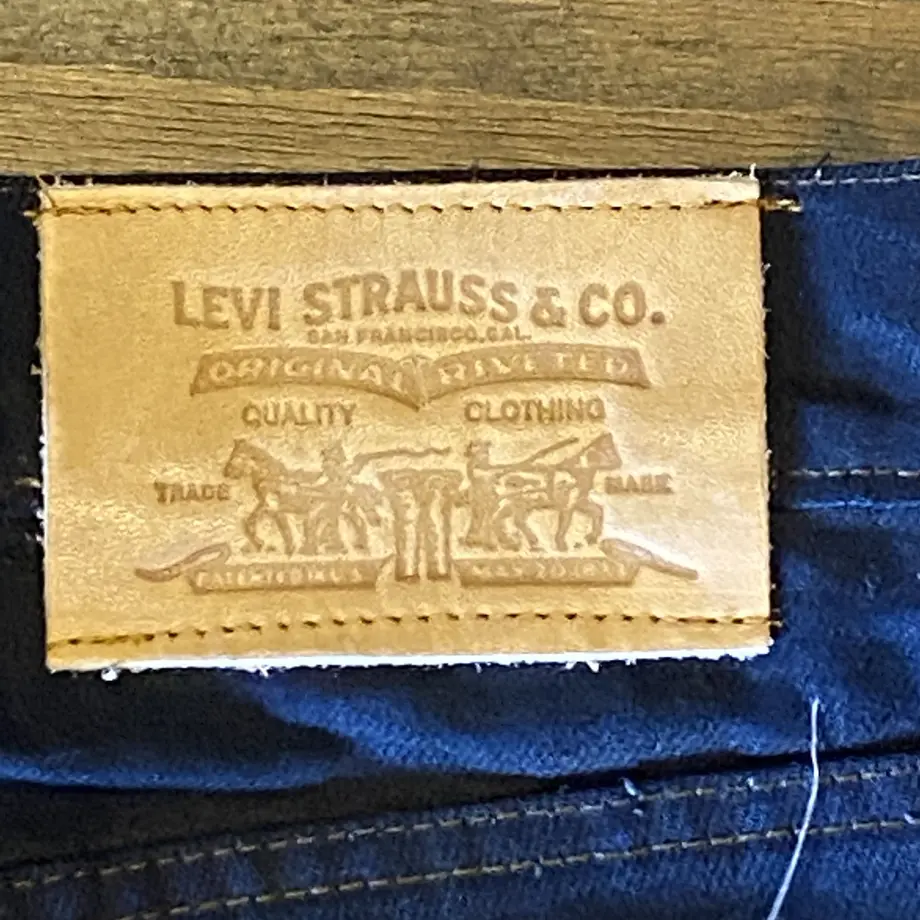 LEVI STRAUSS & CO.
SAN FRANCISCO, CAL.
ORIGINAL RIVETED
QUALITY CLOTHING
TRADE MARK